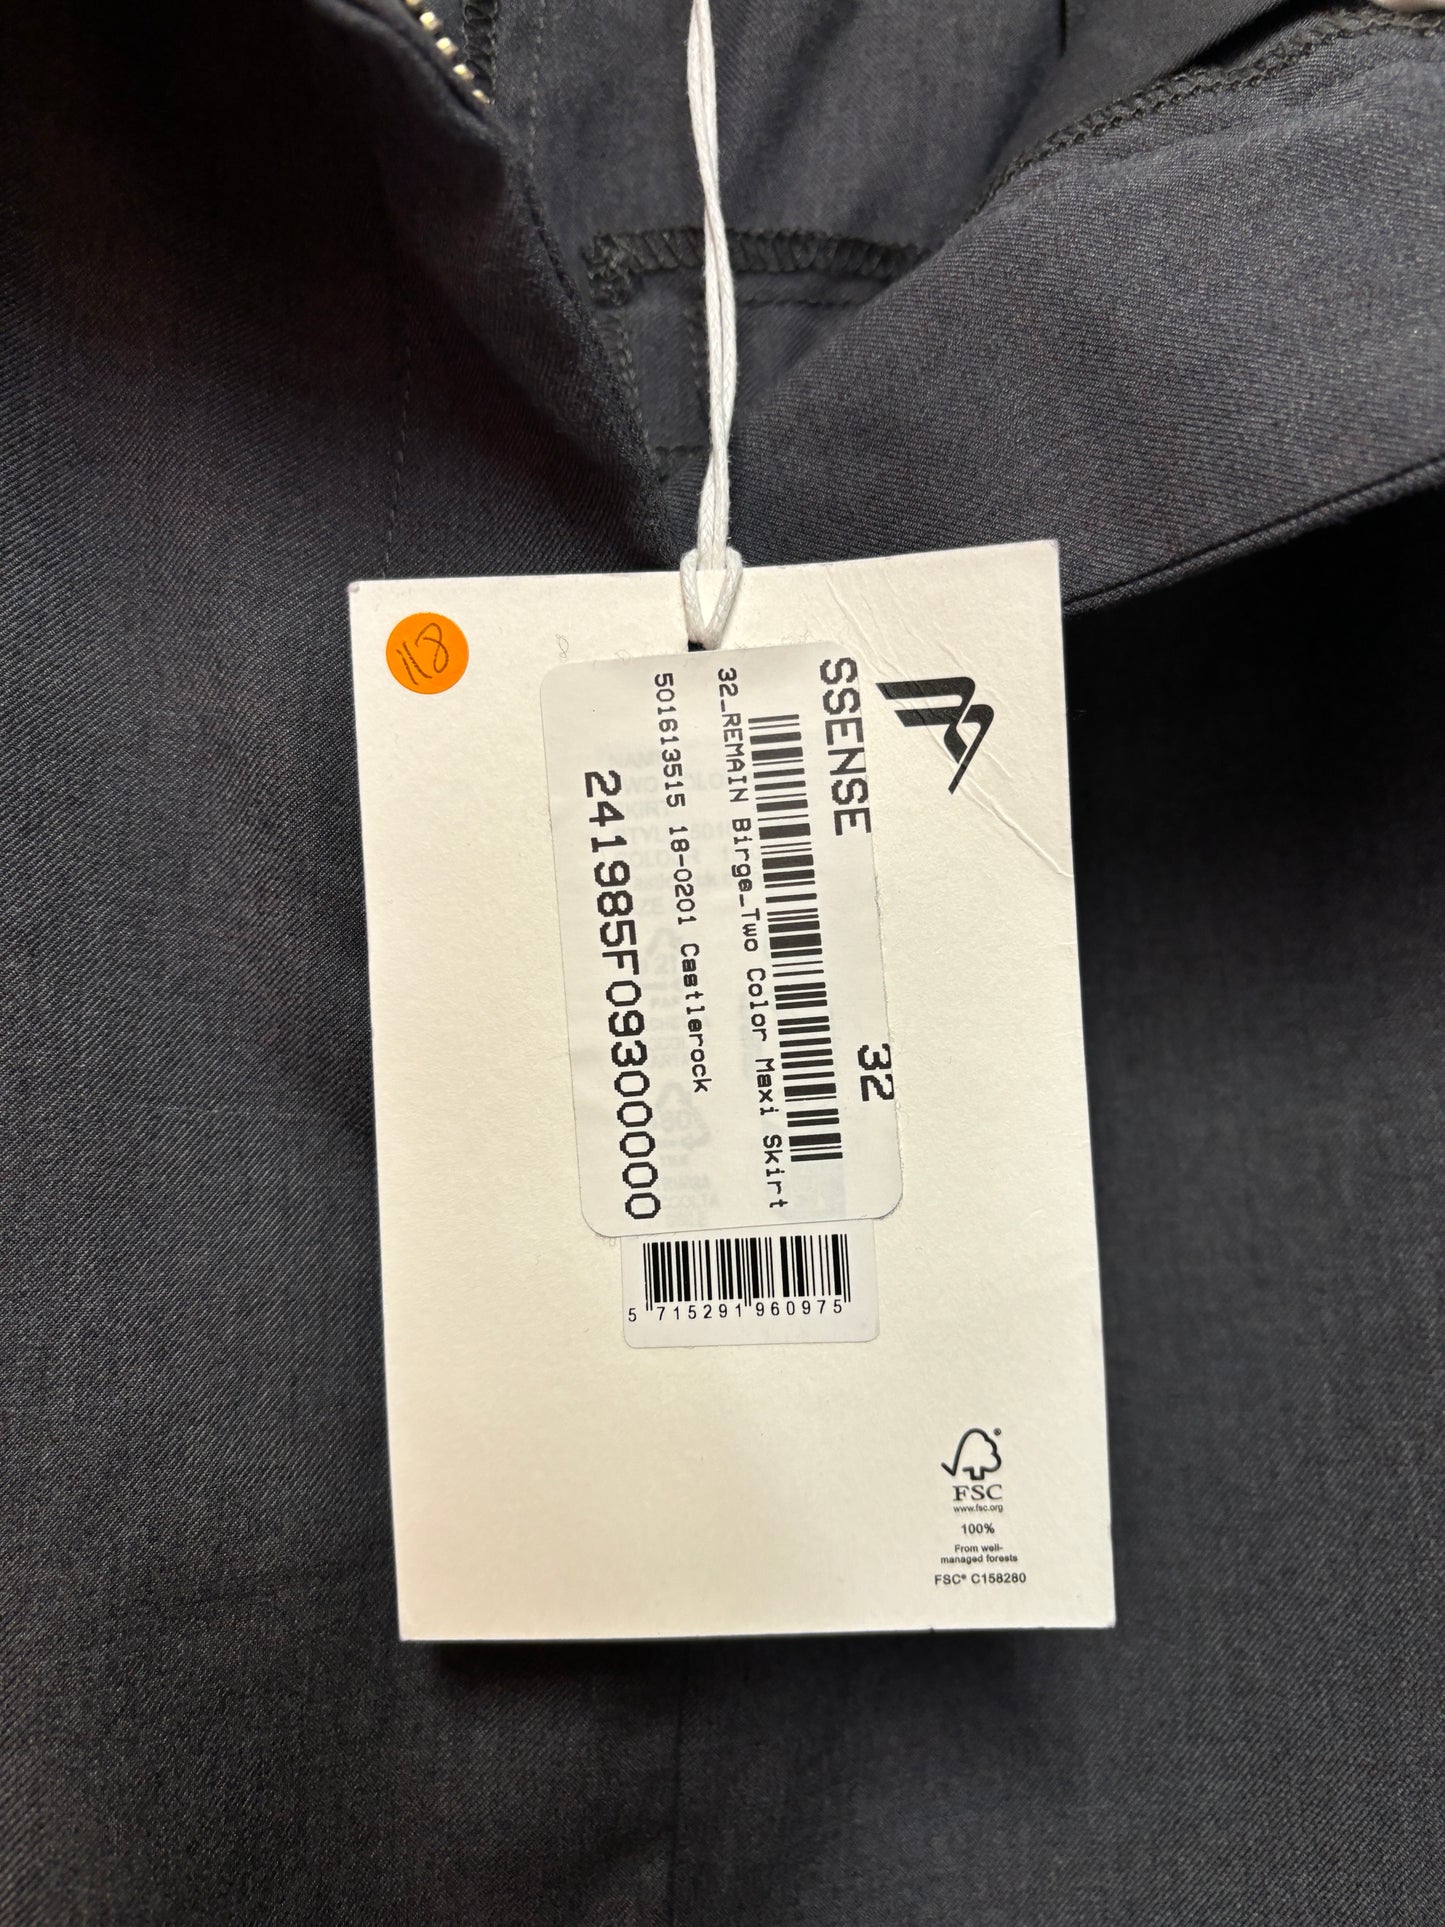 118
SSENSE 32
32_REMAIN Birge_Two Color Maxi Skirt
501613515 18-0201 Castlerock
241985F09300000
5 715291 960975
FSC®
www.fsc.org
100%
From well-
managed forests
FSC® C158280